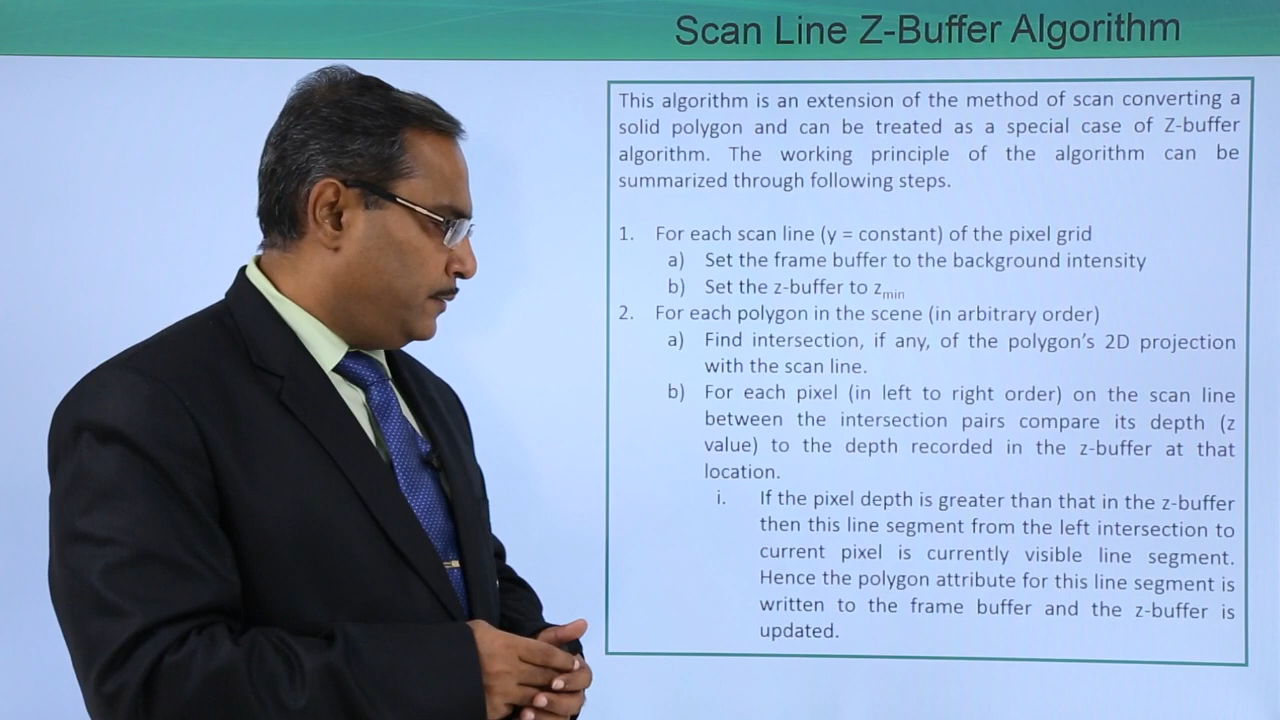 Scan Line Z-Buffer Algorithm
This algorithm is an extension of the method of scan converting a
solid polygon and can be treated as a special case of Z-buffer
algorithm. The working principle of the algorithm can be
summarized through following steps.
1. For each scan line (y = constant) of the pixel grid
a) Set the frame buffer to the background intensity
b) Set the z-buffer to zmin
2. For each polygon in the scene (in arbitrary order)
a) Find intersection, if any, of the polygon's 2D projection
with the scan line.
b) For each pixel (in left to right order) on the scan line
between the intersection pairs compare its depth (z
value) to the depth recorded in the z-buffer at that
location.
i. If the pixel depth is greater than that in the z-buffer
then this line segment from the left intersection to
current pixel is currently visible line segment.
Hence the polygon attribute for this line segment is
written to the frame buffer and the z-buffer is
updated.